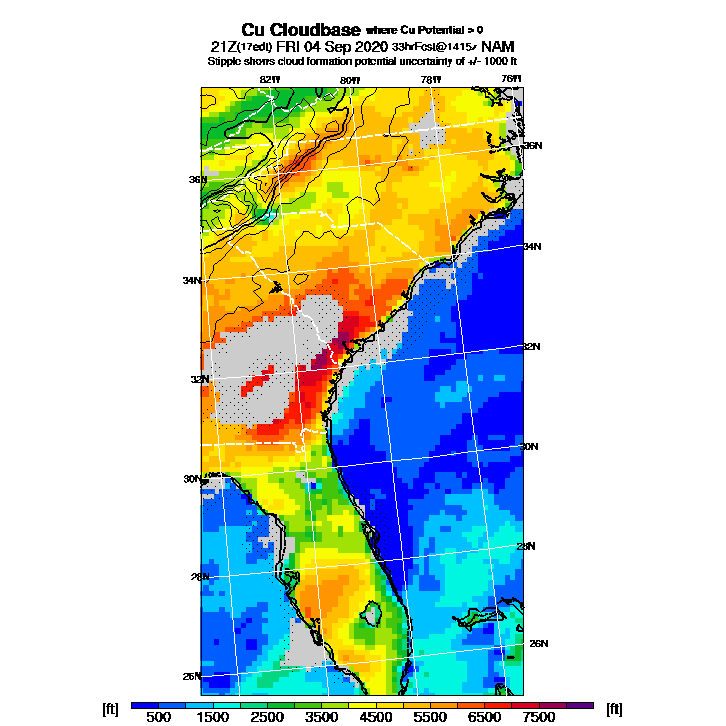 Cu Cloudbase where Cu Potential > 0
21Z(17edt) FRI 04 Sep 2020 33hrFcst@1415z NAM
Stipple shows cloud formation potential uncertainty of +/- 1000 ft
82W 80W 78W 76W
36N
36N
34N
34N
32N
32N
30N
30N
28N
28N
26N
26N
[ft] 500 1500 2500 3500 4500 5500 6500 7500 [ft]